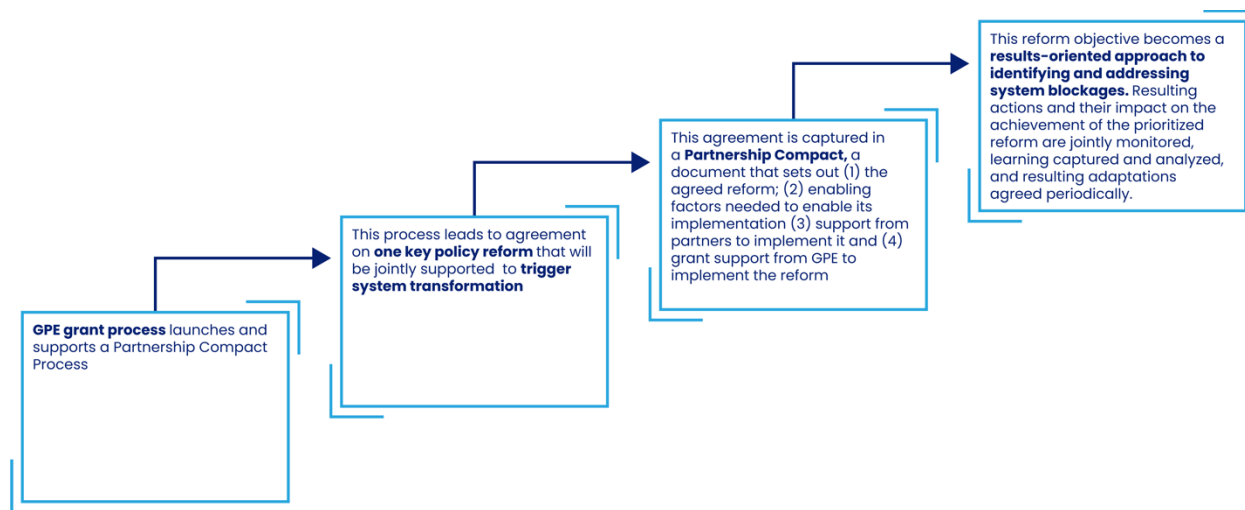 GPE grant process launches and
supports a Partnership Compact
Process
This process leads to agreement
on one key policy reform that will
be jointly supported to trigger
system transformation
This agreement is captured in
a Partnership Compact, a
document that sets out (1) the
agreed reform; (2) enabling
factors needed to enable its
implementation (3) support from
partners to implement it and (4)
grant support from GPE to
implement the reform
This reform objective becomes a
results-oriented approach to
identifying and addressing
system blockages. Resulting
actions and their impact on the
achievement of the prioritized
reform are jointly monitored,
learning captured and analyzed,
and resulting adaptations
agreed periodically.